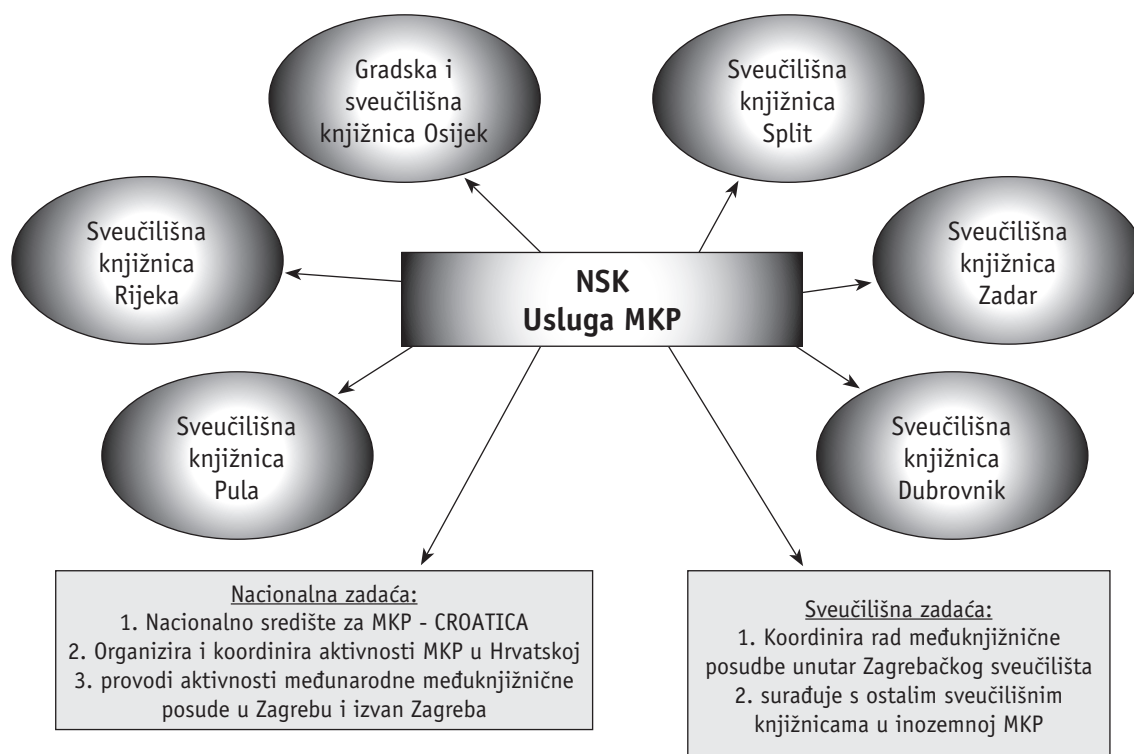 Gradska i
sveučilišna
knjižnica Osijek
Sveučilišna
knjižnica
Split
Sveučilišna
knjižnica
Rijeka
NSK
Usluga MKP
Sveučilišna
knjižnica
Zadar
Sveučilišna
knjižnica
Pula
Sveučilišna
knjižnica
Dubrovnik
Nacionalna zadaća:
1. Nacionalno središte za MKP - CROATICA
2. Organizira i koordinira aktivnosti MKP u Hrvatskoj
3. provodi aktivnosti međunarodne međuknjižnične
posude u Zagrebu i izvan Zagreba
Sveučilišna zadaća:
1. Koordinira rad međuknjižnične
posudbe unutar Zagrebačkog sveučilišta
2. surađuje s ostalim sveučilišnim
knjižnicama u inozemnoj MKP